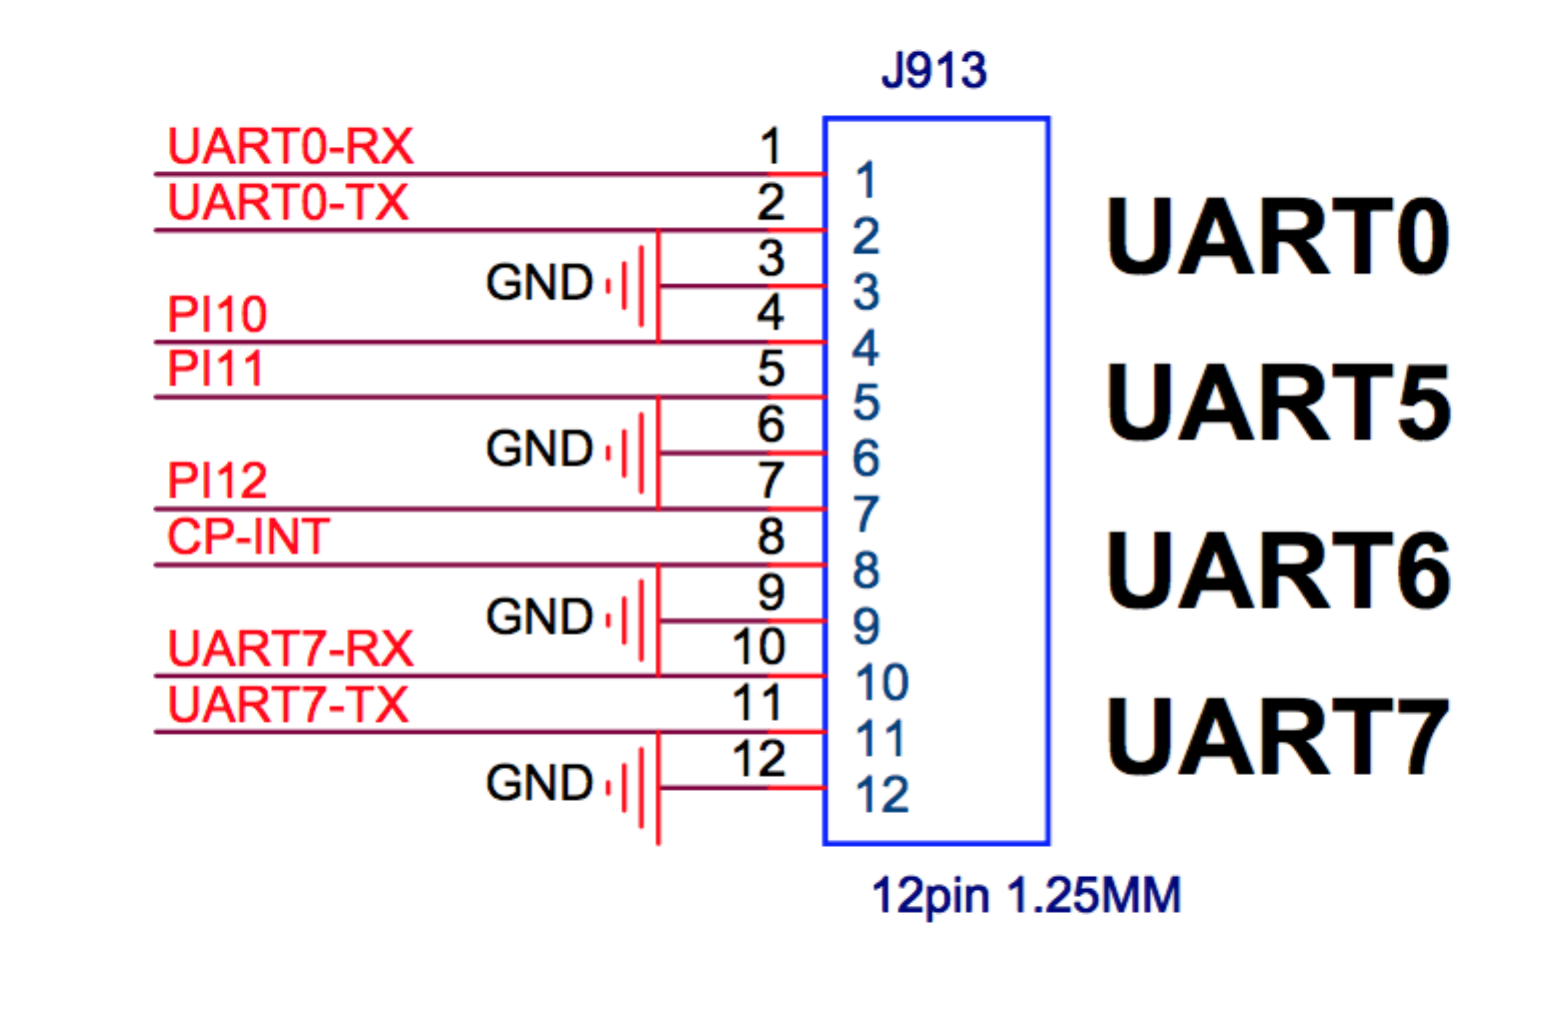 J913
UART0-RX 1
1
UART0-TX 2
2
GND 3
3
UART0
PI10 4
4
PI11 5
5
GND 6
6
UART5
PI12 7
7
CP-INT 8
8
GND 9
9
UART6
UART7-RX 10
10
UART7-TX 11
11
GND 12
12
UART7
12pin 1.25MM